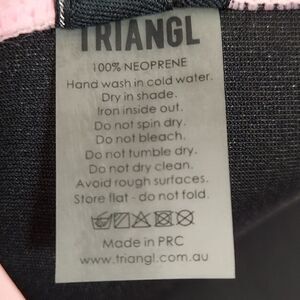 TRIANGL
100% NEOPRENE
Hand wash in cold water.
Dry in shade.
Iron inside out.
Do not spin dry.
Do not bleach.
Do not tumble dry.
Do not dry clean.
Avoid rough surfaces.
Store flat - do not fold.
Made in PRC
www.triangl.com.au